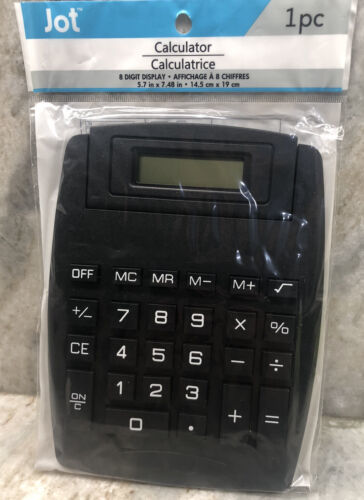 Jot™ 1pc
Calculator
Calculatrice
8 DIGIT DISPLAY • AFFICHAGE À 8 CHIFFRES
5.7 in x 7.48 in • 14.5 cm x 19 cm
OFF MC MR M− M+ √
+/− 7 8 9 × %
CE 4 5 6 − ÷
ON/C 1 2 3 + =
0 .